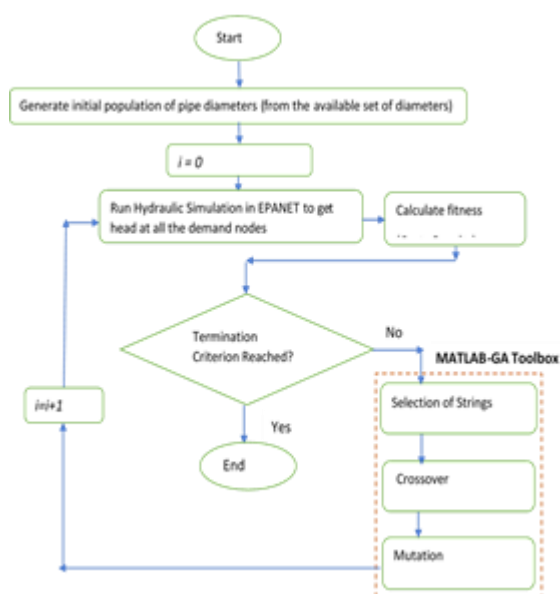 Start
Generate initial population of pipe diameters (from the available set of diameters)
i = 0
Run Hydraulic Simulation in EPANET to get
head at all the demand nodes
Calculate fitness
Termination
Criterion Reached?
No
MATLAB-GA Toolbox
Selection of Strings
i=i+1
Yes
Crossover
End
Mutation